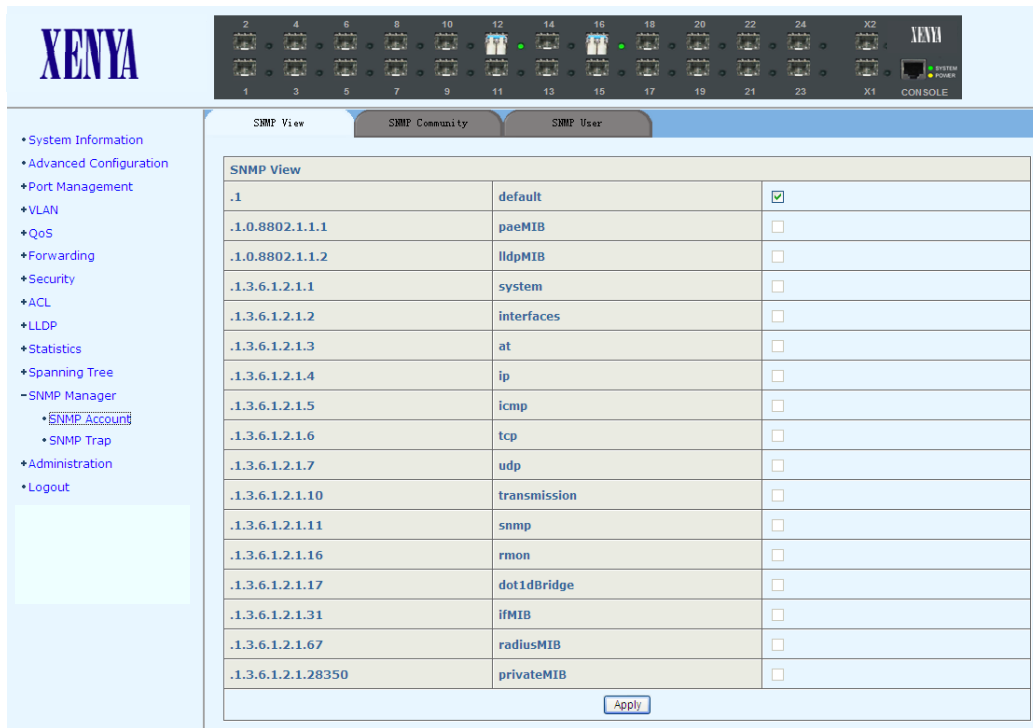 XENYA
2 4 6 8 10 12 14 16 18 20 22 24 X2
XENYA
SYSTEM
POWER
1 3 5 7 9 11 13 15 17 19 21 23 X1 CONSOLE
SNMP View SNMP Community SNMP User
System Information
Advanced Configuration
+Port Management
+VLAN
+QoS
+Forwarding
+Security
+ACL
+LLDP
+Statistics
+Spanning Tree
-SNMP Manager
SNMP Account
SNMP Trap
+Administration
Logout
SNMP View
.1 default
.1.0.8802.1.1.1 paeMIB
.1.0.8802.1.1.2 lldpMIB
.1.3.6.1.2.1.1 system
.1.3.6.1.2.1.2 interfaces
.1.3.6.1.2.1.3 at
.1.3.6.1.2.1.4 ip
.1.3.6.1.2.1.5 icmp
.1.3.6.1.2.1.6 tcp
.1.3.6.1.2.1.7 udp
.1.3.6.1.2.1.10 transmission
.1.3.6.1.2.1.11 snmp
.1.3.6.1.2.1.16 rmon
.1.3.6.1.2.1.17 dot1dBridge
.1.3.6.1.2.1.31 ifMIB
.1.3.6.1.2.1.67 radiusMIB
.1.3.6.1.2.1.28350 privateMIB
Apply